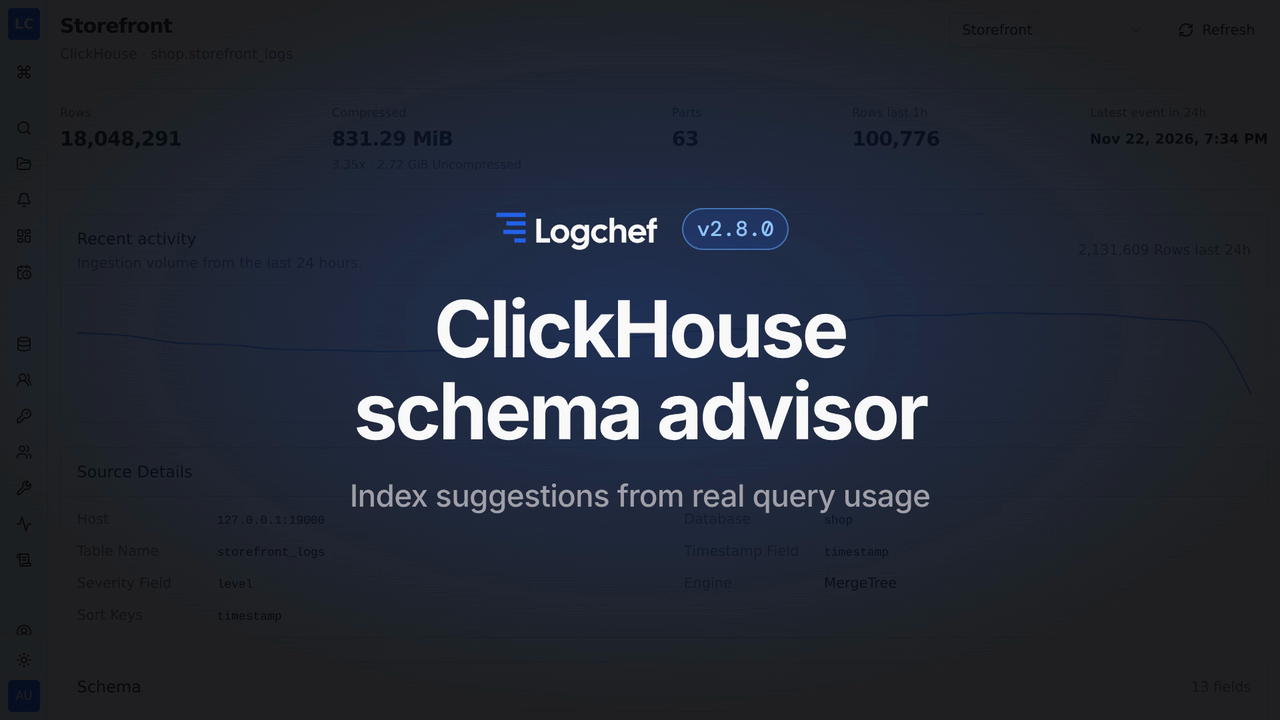 LC
Storefront
ClickHouse · shop.storefront_logs
Storefront
Refresh
Rows
Compressed
Parts
Rows last 1h
Latest event in 24h
18,048,291
831.29 MiB
63
100,776
Nov 22, 2026, 7:34 PM
3.35x · 2.72 GiB Uncompressed
Logchef
v2.8.0
Recent activity
Ingestion volume from the last 24 hours.
2,131,609 Rows last 24h
ClickHouse
schema advisor
Source Details
Index suggestions from real query usage
Host
127.0.0.1:19000
Database
shop
Table Name
storefront_logs
Timestamp Field
timestamp
Severity Field
level
Engine
MergeTree
Sort Keys
timestamp
Schema
13 fields
AU